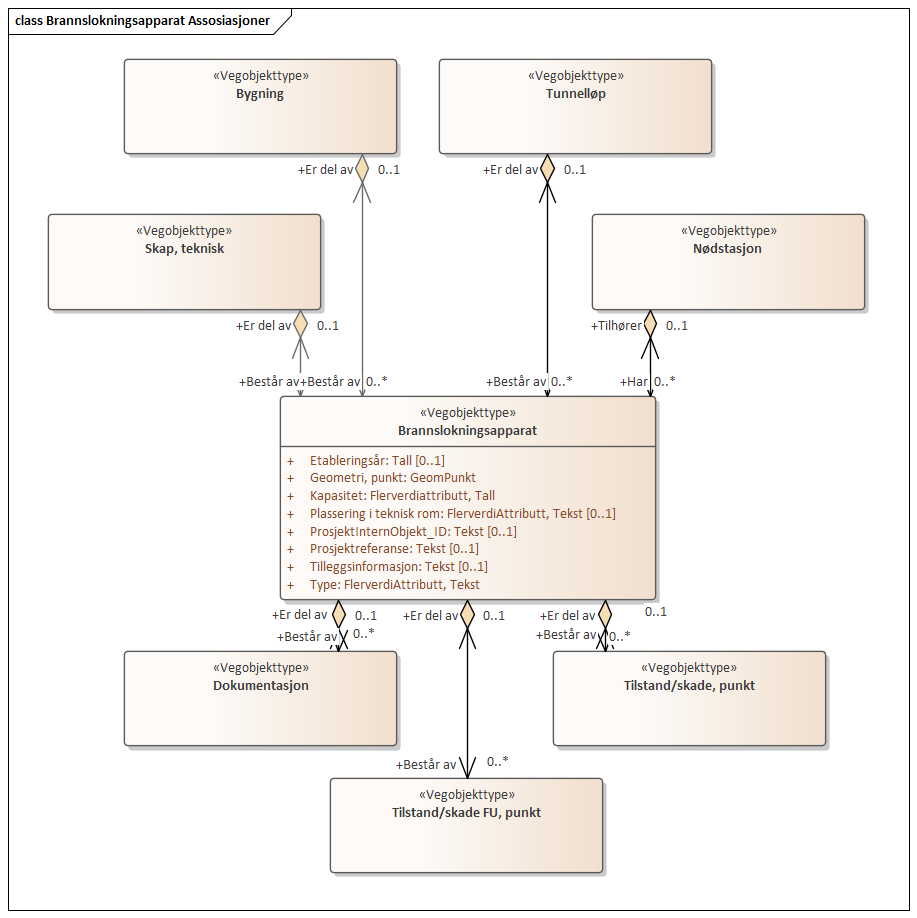 class Brannslokningsapparat Assosiasjoner
«Vegobjekttype»
Bygning
«Vegobjekttype»
Tunnelløp
+Er del av 0..1
+Er del av 0..1
«Vegobjekttype»
Skap, teknisk
«Vegobjekttype»
Nødstasjon
+Er del av 0..1
+Tilhører 0..1
+Består av
+Består av 0..*
+Består av 0..*
+Har 0..*
«Vegobjekttype»
Brannslokningsapparat
+ Etableringsår: Tall [0..1]
+ Geometri, punkt: GeomPunkt
+ Kapasitet: Flerverdiattributt, Tall
+ Plassering i teknisk rom: FlerverdiAttributt, Tekst [0..1]
+ ProsjektInternObjekt_ID: Tekst [0..1]
+ Prosjektreferanse: Tekst [0..1]
+ Tilleggsinformasjon: Tekst [0..1]
+ Type: FlerverdiAttributt, Tekst
+Er del av 0..1
+Er del av 0..1
+Er del av 0..1
+Består av 0..*
+Består av 0..*
«Vegobjekttype»
Dokumentasjon
«Vegobjekttype»
Tilstand/skade, punkt
+Består av 0..*
«Vegobjekttype»
Tilstand/skade FU, punkt